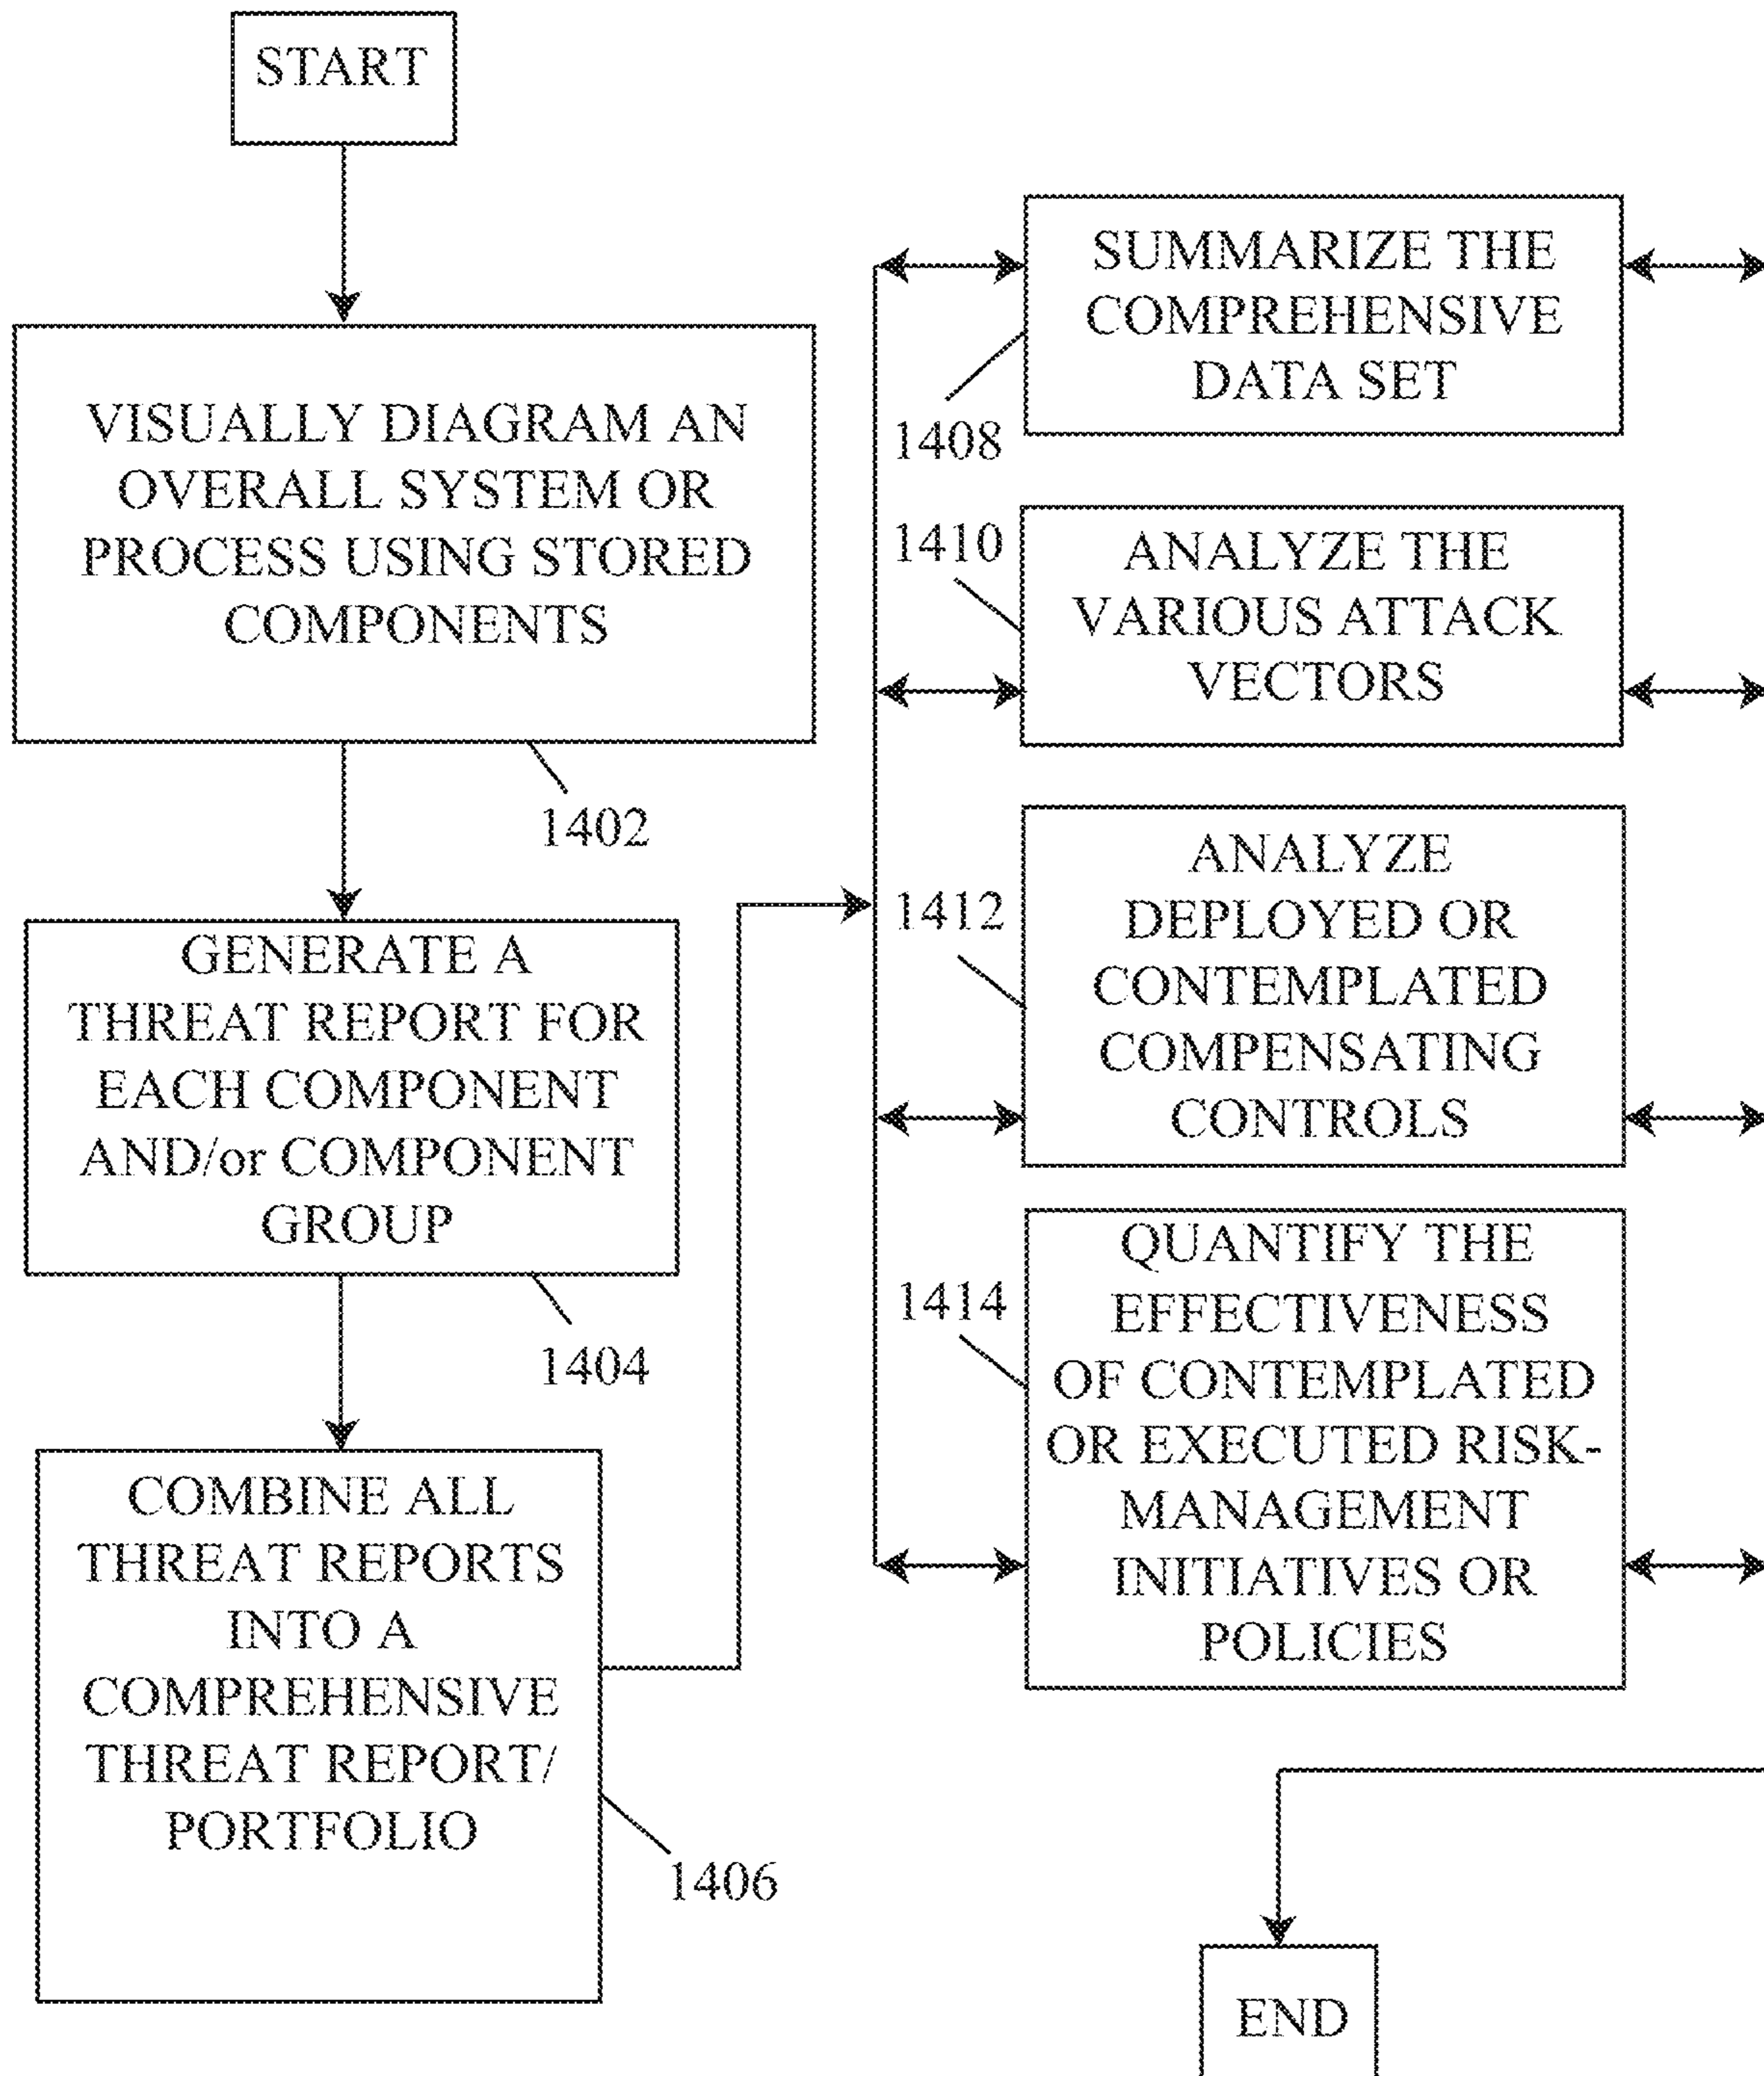 START
VISUALLY DIAGRAM AN
OVERALL SYSTEM OR
PROCESS USING STORED
COMPONENTS
1402
GENERATE A
THREAT REPORT FOR
EACH COMPONENT
AND/or COMPONENT
GROUP
1404
COMBINE ALL
THREAT REPORTS
INTO A
COMPREHENSIVE
THREAT REPORT/
PORTFOLIO
1406
SUMMARIZE THE
COMPREHENSIVE
DATA SET
1408
1410
ANALYZE THE
VARIOUS ATTACK
VECTORS
1412
ANALYZE
DEPLOYED OR
CONTEMPLATED
COMPENSATING
CONTROLS
1414
QUANTIFY THE
EFFECTIVENESS
OF CONTEMPLATED
OR EXECUTED RISK-
MANAGEMENT
INITIATIVES OR
POLICIES
END